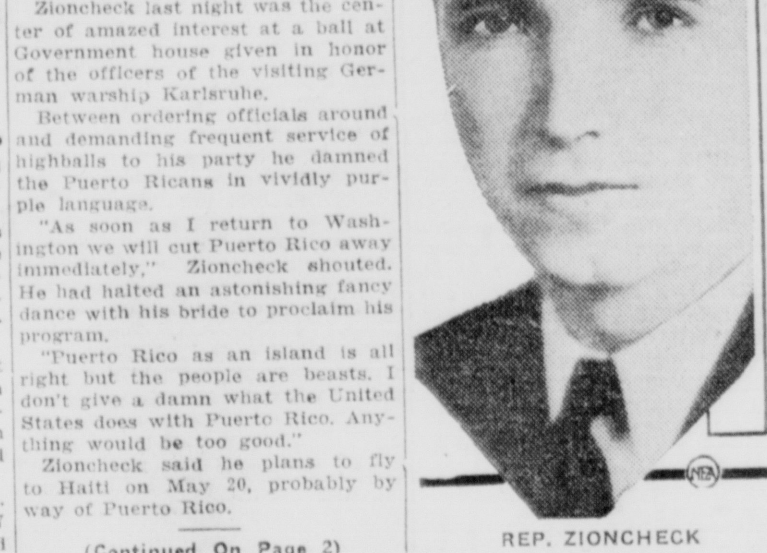 Zioncheck last night was the cen-
ter of amazed interest at a ball at
Government house given in honor
of the officers of the visiting Ger-
man warship Karlsruhe.
Between ordering officials around
and demanding frequent service of
highballs to his party he damned
the Puerto Ricans in vividly pur-
ple language.
"As soon as I return to Wash-
ington we will cut Puerto Rico away
immediately," Zioncheck shouted.
He had halted an astonishing fancy
dance with his bride to proclaim his
program.
"Puerto Rico as an island is all
right but the people are beasts. I
don't give a damn what the United
States does with Puerto Rico. Any-
thing would be too good."
Zioncheck said he plans to fly
to Haiti on May 20, probably by
way of Puerto Rico.
(Continued On Page 2)
NEA
REP. ZIONCHECK